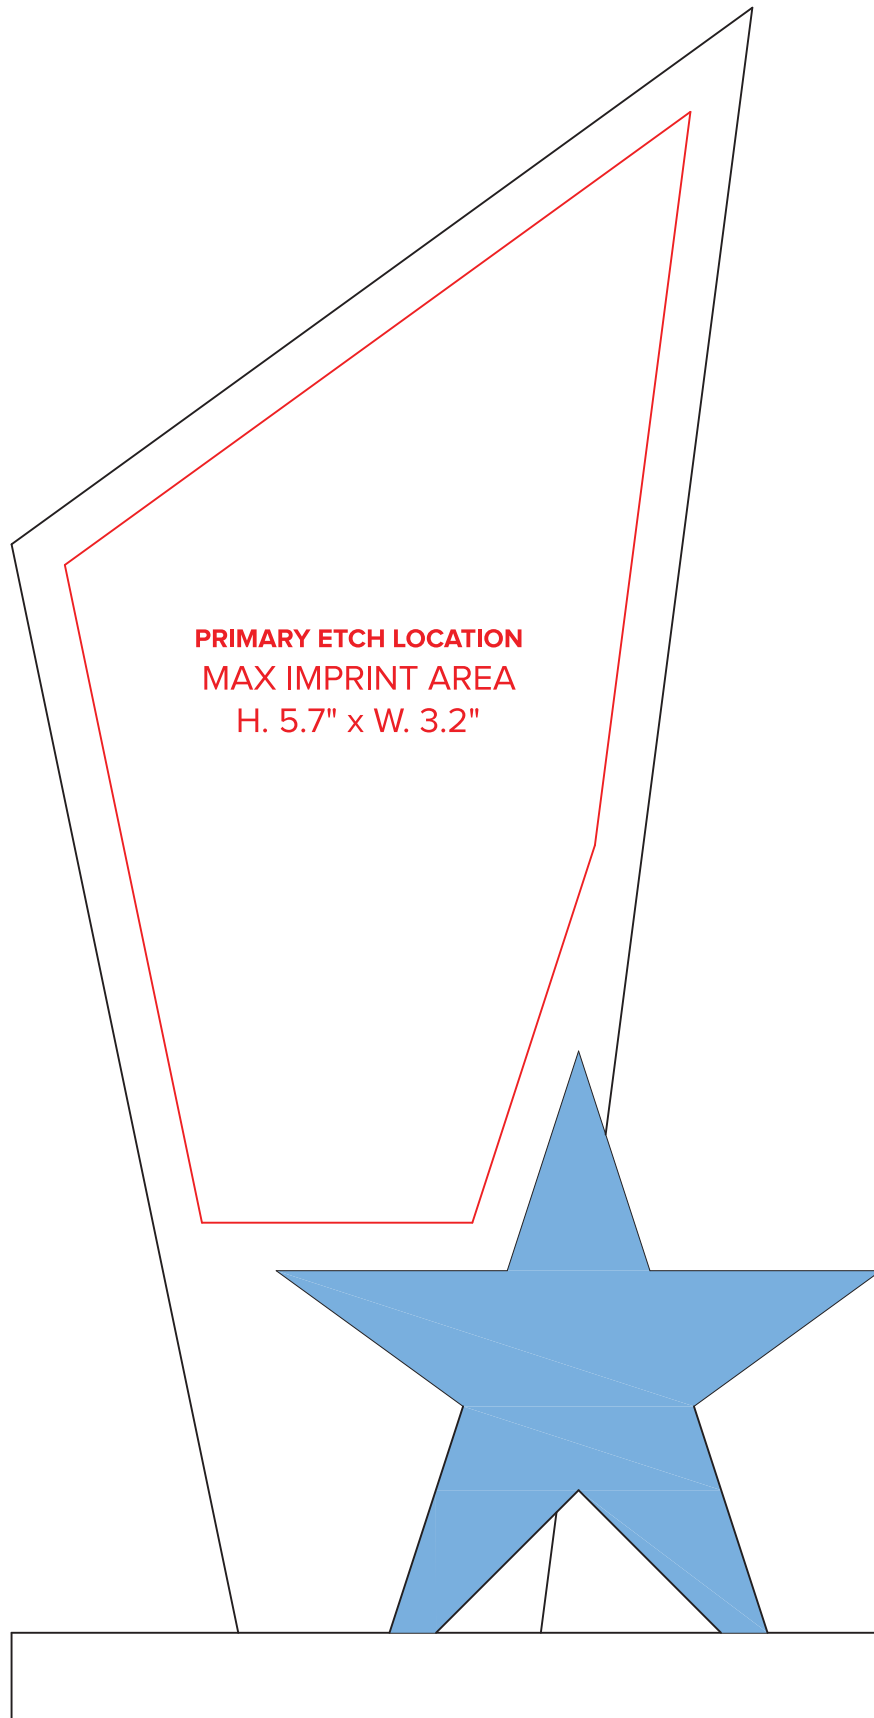 PRIMARY ETCH LOCATION
MAX IMPRINT AREA
H. 5.7" x W. 3.2"